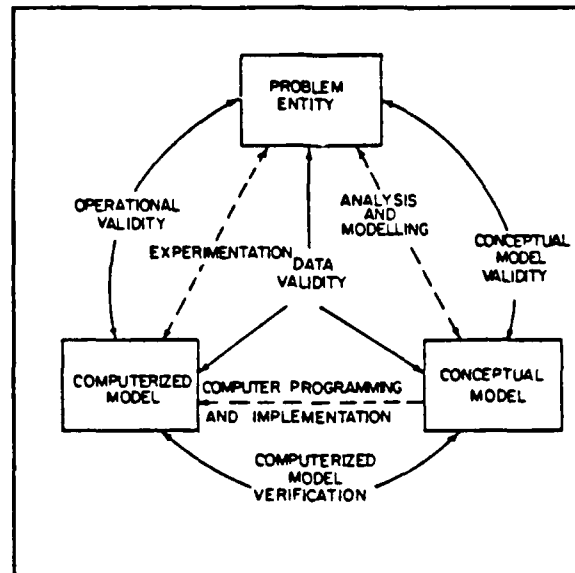 PROBLEM
ENTITY
OPERATIONAL
VALIDITY
ANALYSIS
AND
MODELLING
EXPERIMENTATION
DATA
VALIDITY
CONCEPTUAL
MODEL
VALIDITY
COMPUTERIZED
MODEL
COMPUTER PROGRAMMING
AND IMPLEMENTATION
CONCEPTUAL
MODEL
COMPUTERIZED
MODEL
VERIFICATION